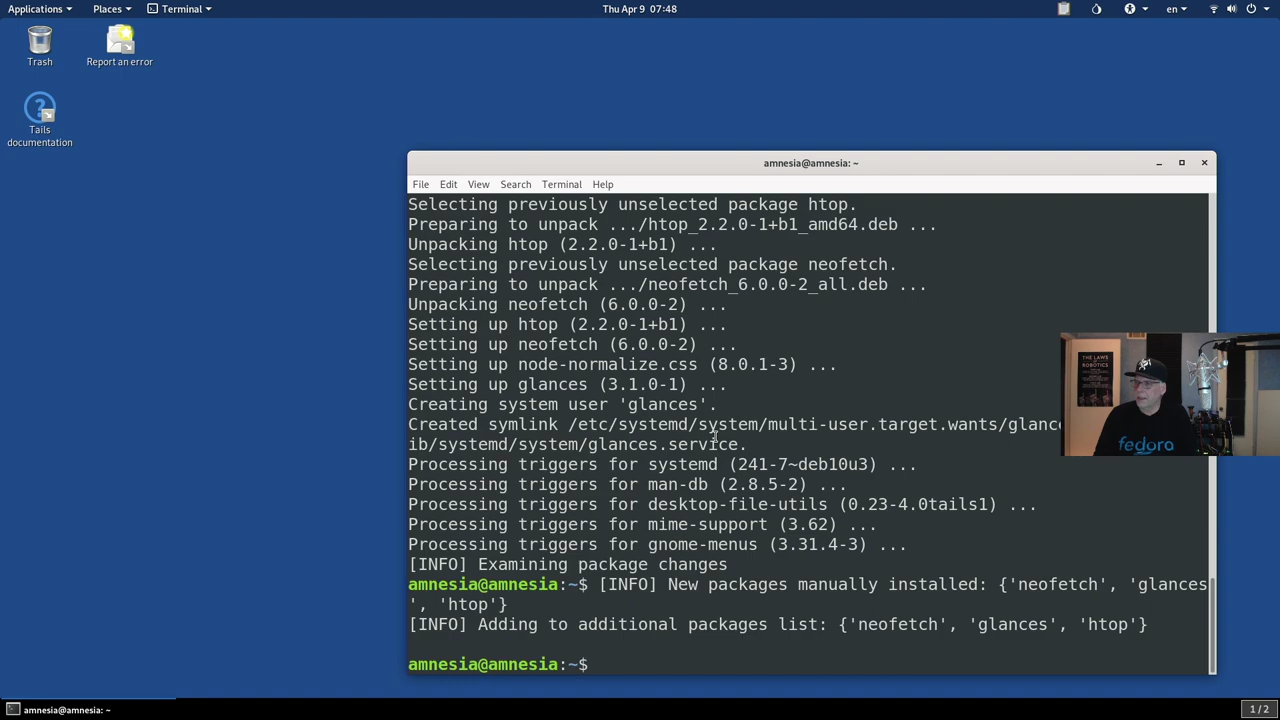 Applications
Places
Terminal
Thu Apr 9 07:48
en
Trash
Report an error
Tails
documentation
amnesia@amnesia: ~
File Edit View Search Terminal Help
Selecting previously unselected package htop.
Preparing to unpack .../htop_2.2.0-1+b1_amd64.deb ...
Unpacking htop (2.2.0-1+b1) ...
Selecting previously unselected package neofetch.
Preparing to unpack .../neofetch_6.0.0-2_all.deb ...
Unpacking neofetch (6.0.0-2) ...
Setting up htop (2.2.0-1+b1) ...
Setting up neofetch (6.0.0-2) ...
Setting up node-normalize.css (8.0.1-3) ...
Setting up glances (3.1.0-1) ...
Creating system user 'glances'.
Created symlink /etc/systemd/system/multi-user.target.wants/glance
ib/systemd/system/glances.service.
Processing triggers for systemd (241-7~deb10u3) ...
Processing triggers for man-db (2.8.5-2) ...
Processing triggers for desktop-file-utils (0.23-4.0tails1) ...
Processing triggers for mime-support (3.62) ...
Processing triggers for gnome-menus (3.31.4-3) ...
[INFO] Examining package changes
amnesia@amnesia:~$ [INFO] New packages manually installed: {'neofetch', 'glances
', 'htop'}
[INFO] Adding to additional packages list: {'neofetch', 'glances', 'htop'}
amnesia@amnesia:~$
THE LAWS
OF
ROBOTICS
fedora
amnesia@amnesia: ~
1 / 2